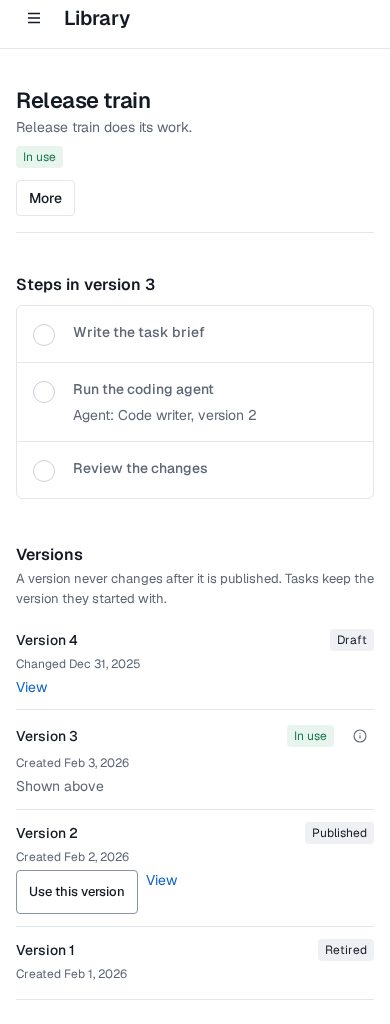 Library
Release train
Release train does its work.
In use
More
Steps in version 3
Write the task brief
Run the coding agent
Agent: Code writer, version 2
Review the changes
Versions
A version never changes after it is published. Tasks keep the
version they started with.
Version 4
Draft
Changed Dec 31, 2025
View
Version 3
In use
Created Feb 3, 2026
Shown above
Version 2
Published
Created Feb 2, 2026
Use this version
View
Version 1
Retired
Created Feb 1, 2026